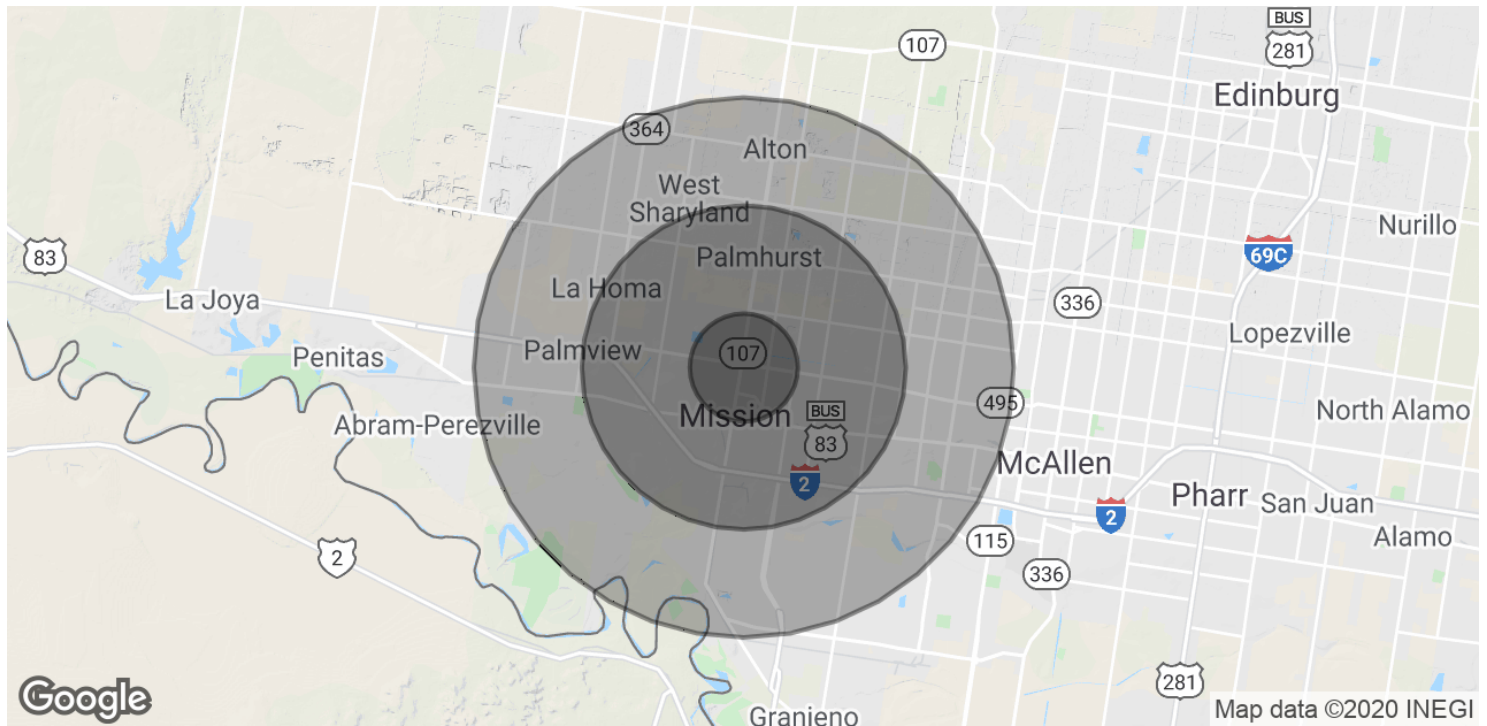 BUS
281
107
Edinburg
364
Alton
West
Sharyland
Nurillo
83
Palmhurst
69C
La Homa
La Joya
336
Lopezville
Penitas
Palmview
107
495
North Alamo
Mission
BUS
83
Abram-Perezville
McAllen
2
Pharr
San Juan
2
Alamo
115
2
336
281
Google
Granieno
Map data ©2020 INEGI